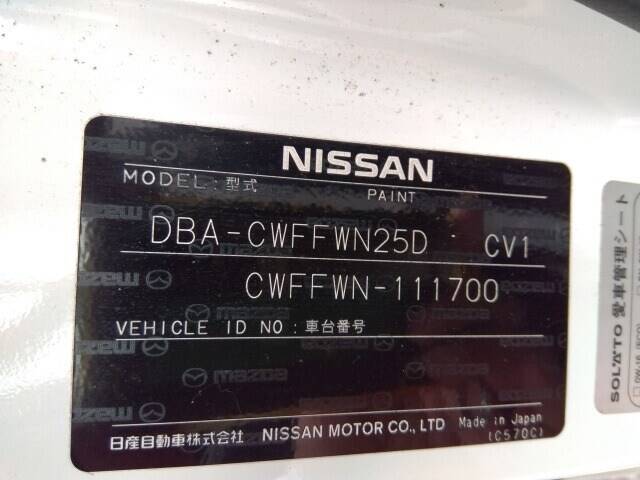 NISSAN
MODEL : 型式
PAINT
DBA-CWFFWN25D CV1
CWFFWN-111700
VEHICLE ID NO : 車台番号
mazda
日産自動車株式会社 NISSAN MOTOR CO., LTD Made in Japan
(C570C)
SOLATO 愛車管理シート